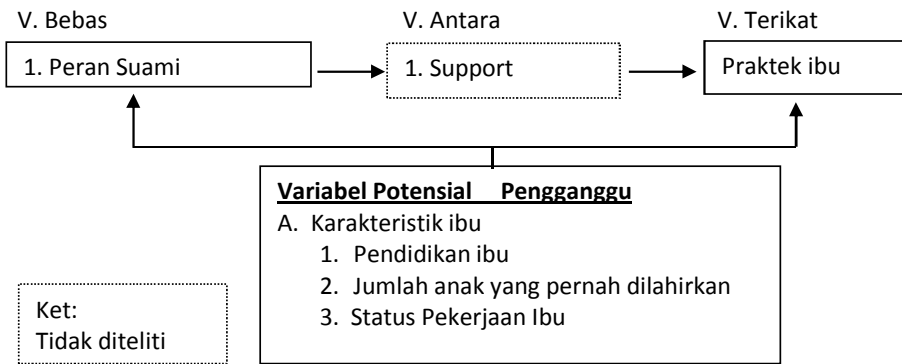 V. Bebas
V. Antara
V. Terikat
1. Peran Suami
1. Support
Praktek ibu
Variabel Potensial Pengganggu
A. Karakteristik ibu
1. Pendidikan ibu
2. Jumlah anak yang pernah dilahirkan
3. Status Pekerjaan Ibu
Ket:
Tidak diteliti